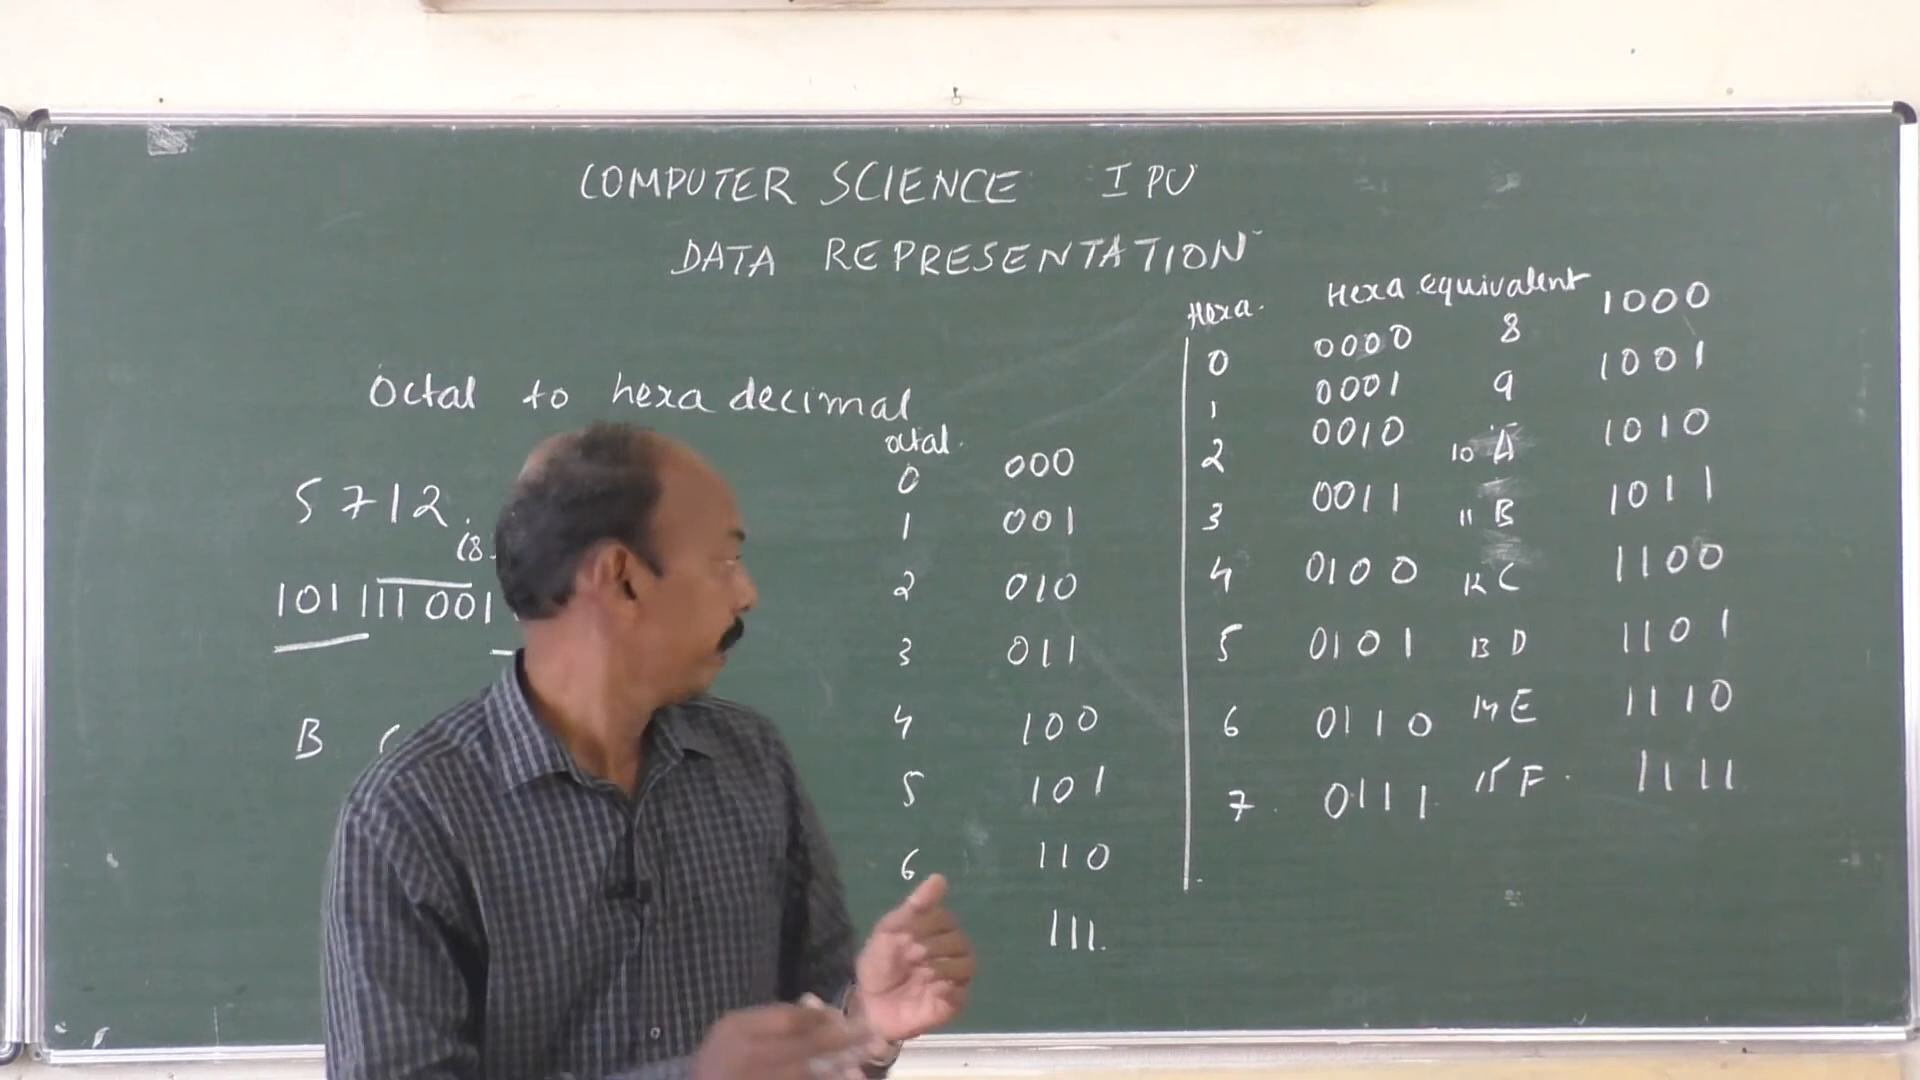 COMPUTER SCIENCE I PU
DATA REPRESENTATION
Octal to hexa decimal
5712.
(8.
101111001
B C
octal.
0 000
1 001
2 010
3 011
4 100
5 101
6 110
111.
Hexa. Hexa equivalent
0 0000 8 1000
1 0001 9 1001
2 0010 10 A 1010
3 0011 11 B 1011
4 0100 12 C 1100
5 0101 13 D 1101
6 0110 14 E 1110
7. 0111 15 F. 1111